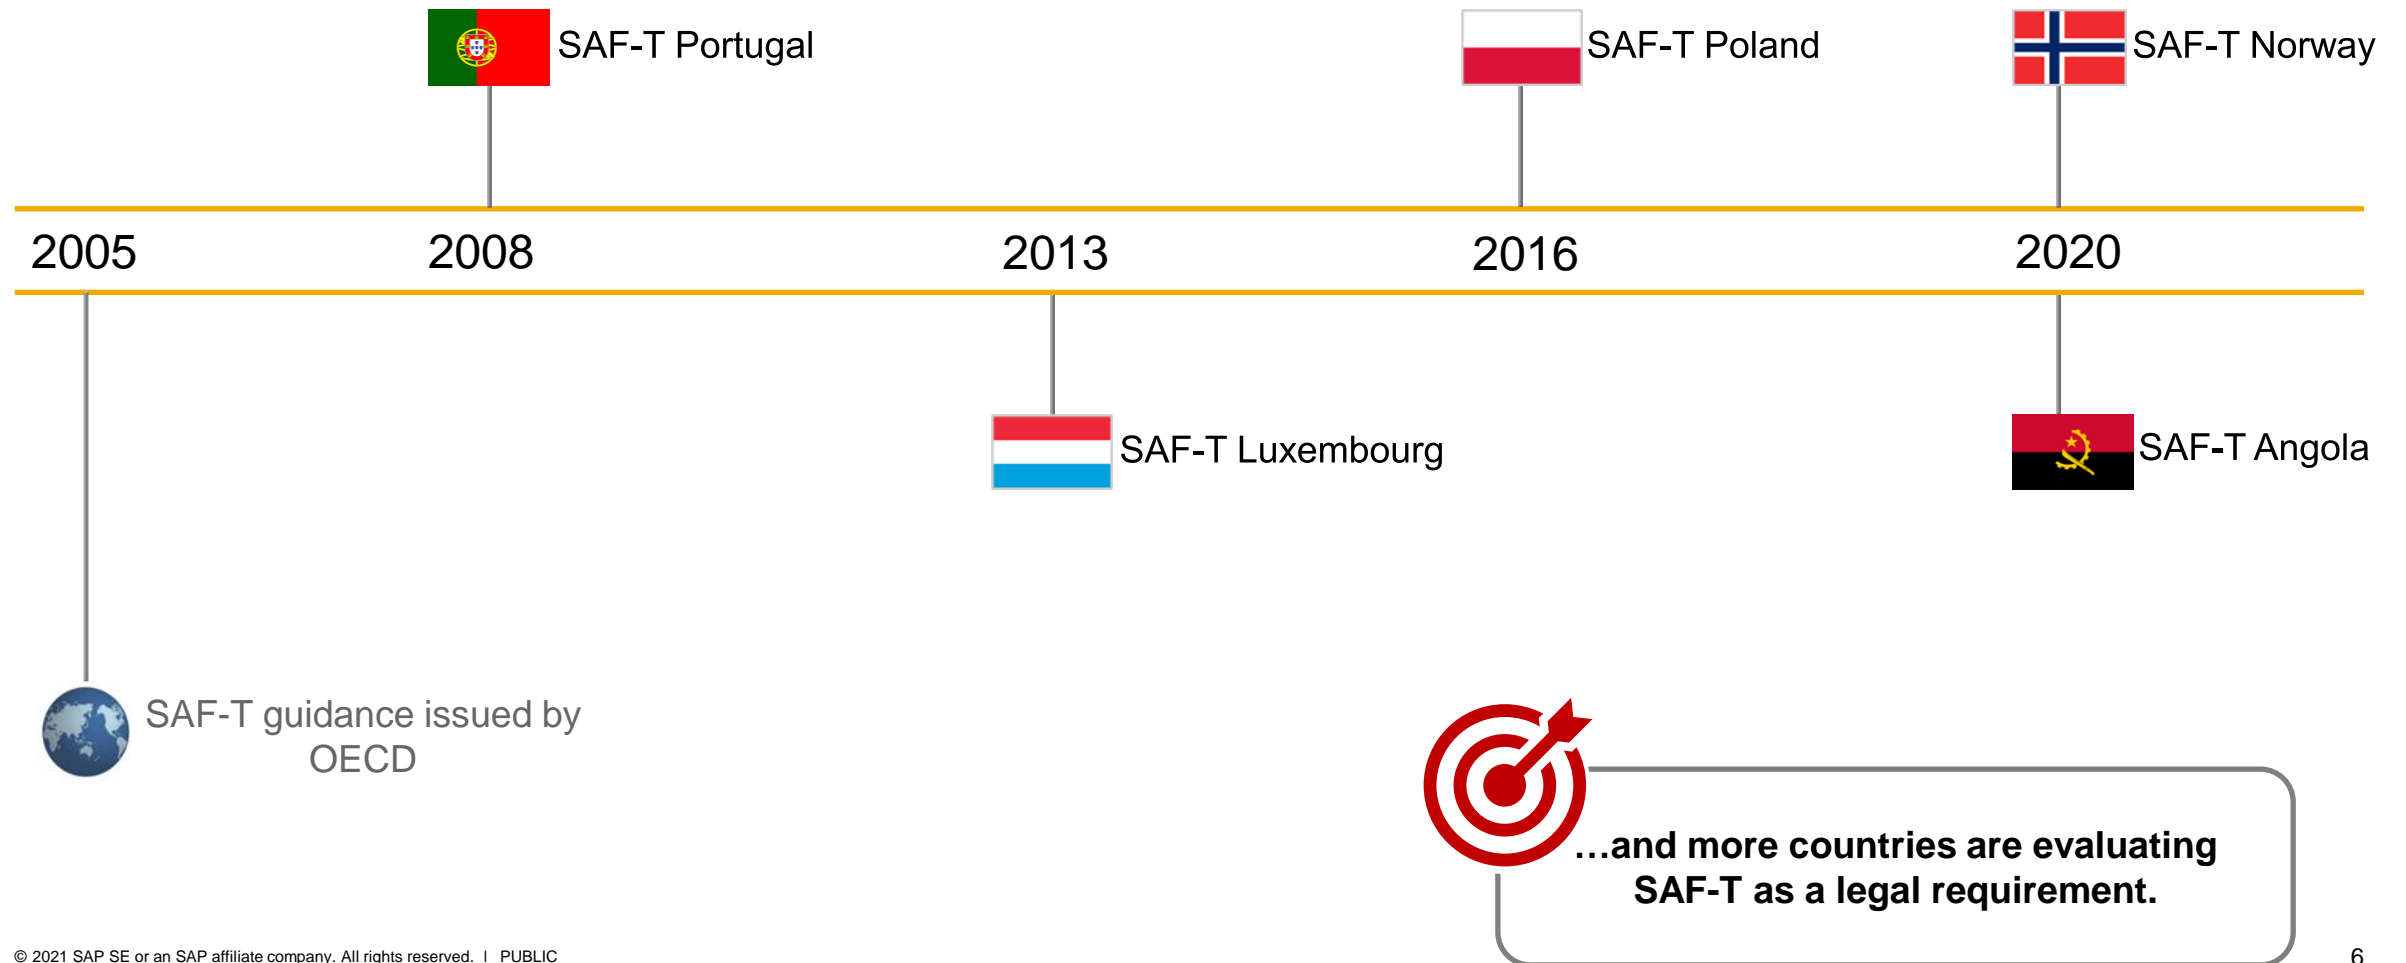 SAF-T Portugal
SAF-T Poland
SAF-T Norway
2005
2008
2013
2016
2020
SAF-T Luxembourg
SAF-T Angola
SAF-T guidance issued by
OECD
…and more countries are evaluating
SAF-T as a legal requirement.
© 2021 SAP SE or an SAP affiliate company. All rights reserved. | PUBLIC
6